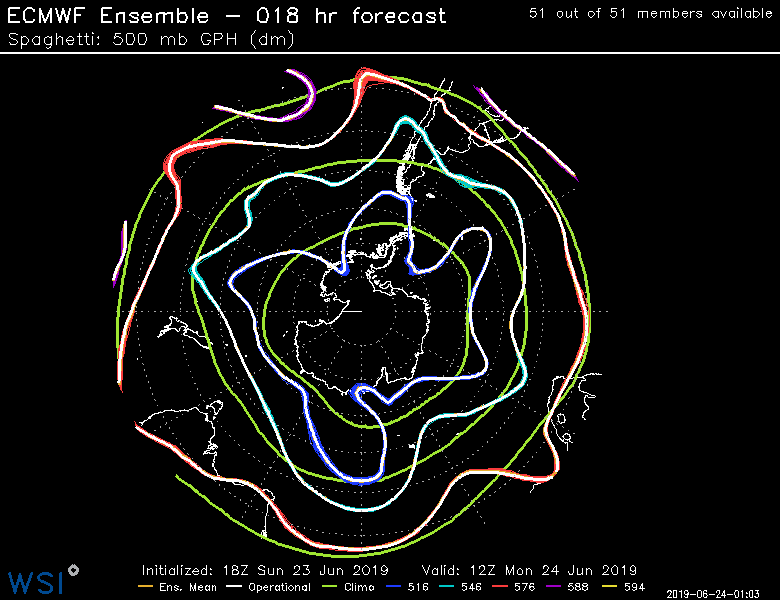 ECMWF Ensemble – 018 hr forecast
51 out of 51 members available
Spaghetti: 500 mb GPH (dm)
Initialized: 18Z Sun 23 Jun 2019 Valid: 12Z Mon 24 Jun 2019
Ens. Mean Operational Climo 516 546 576 588 594
WSI
2019-06-24-01:03